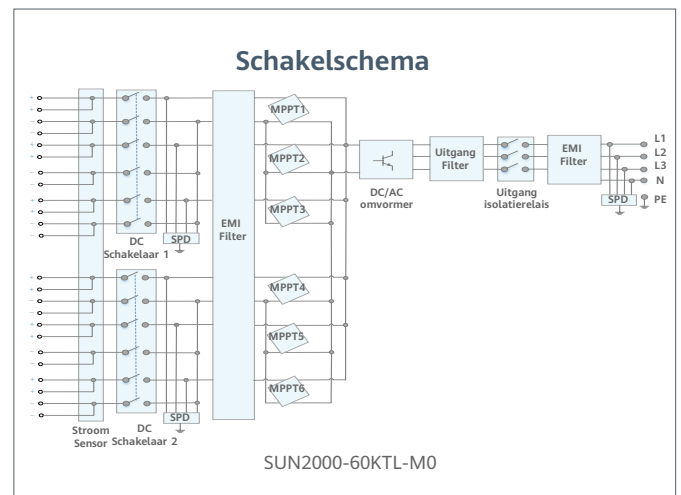 Schakelschema
MPPT1
MPPT2
MPPT3
MPPT4
MPPT5
MPPT6
EMI
Filter
DC
Schakelaar 1
SPD
DC
Schakelaar 2
SPD
Stroom
Sensor
DC/AC
omvormer
Uitgang
Filter
Uitgang
isolatierelais
EMI
Filter
SPD
L1
L2
L3
N
PE
SUN2000-60KTL-M0